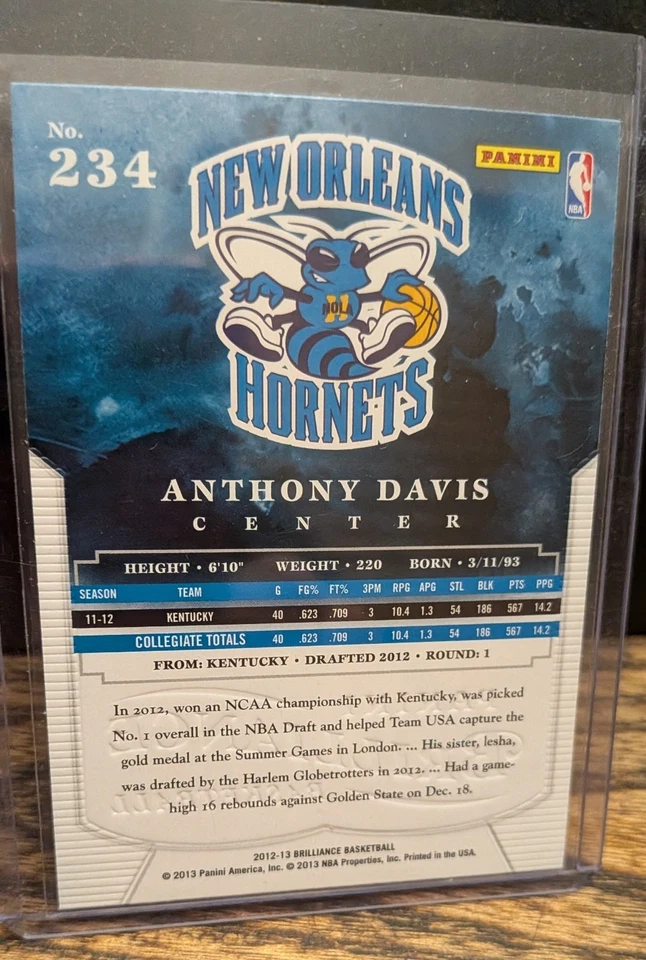 No.
234
PANINI
NBA
NEW ORLEANS
NOLA
HORNETS
ANTHONY DAVIS
CENTER
HEIGHT • 6'10" WEIGHT • 220 BORN • 3/11/93
SEASON TEAM G FG% FT% 3PM RPG APG STL BLK PTS PPG
11-12 KENTUCKY 40 .623 .709 3 10.4 1.3 54 186 567 14.2
COLLEGIATE TOTALS 40 .623 .709 3 10.4 1.3 54 186 567 14.2
FROM: KENTUCKY • DRAFTED 2012 • ROUND: 1
In 2012, won an NCAA championship with Kentucky, was picked
No. 1 overall in the NBA Draft and helped Team USA capture the
gold medal at the Summer Games in London. ... His sister, Iesha,
was drafted by the Harlem Globetrotters in 2012. ... Had a game-
high 16 rebounds against Golden State on Dec. 18.
2012-13 BRILLIANCE BASKETBALL
© 2013 Panini America, Inc. © 2013 NBA Properties, Inc. Printed in the USA.